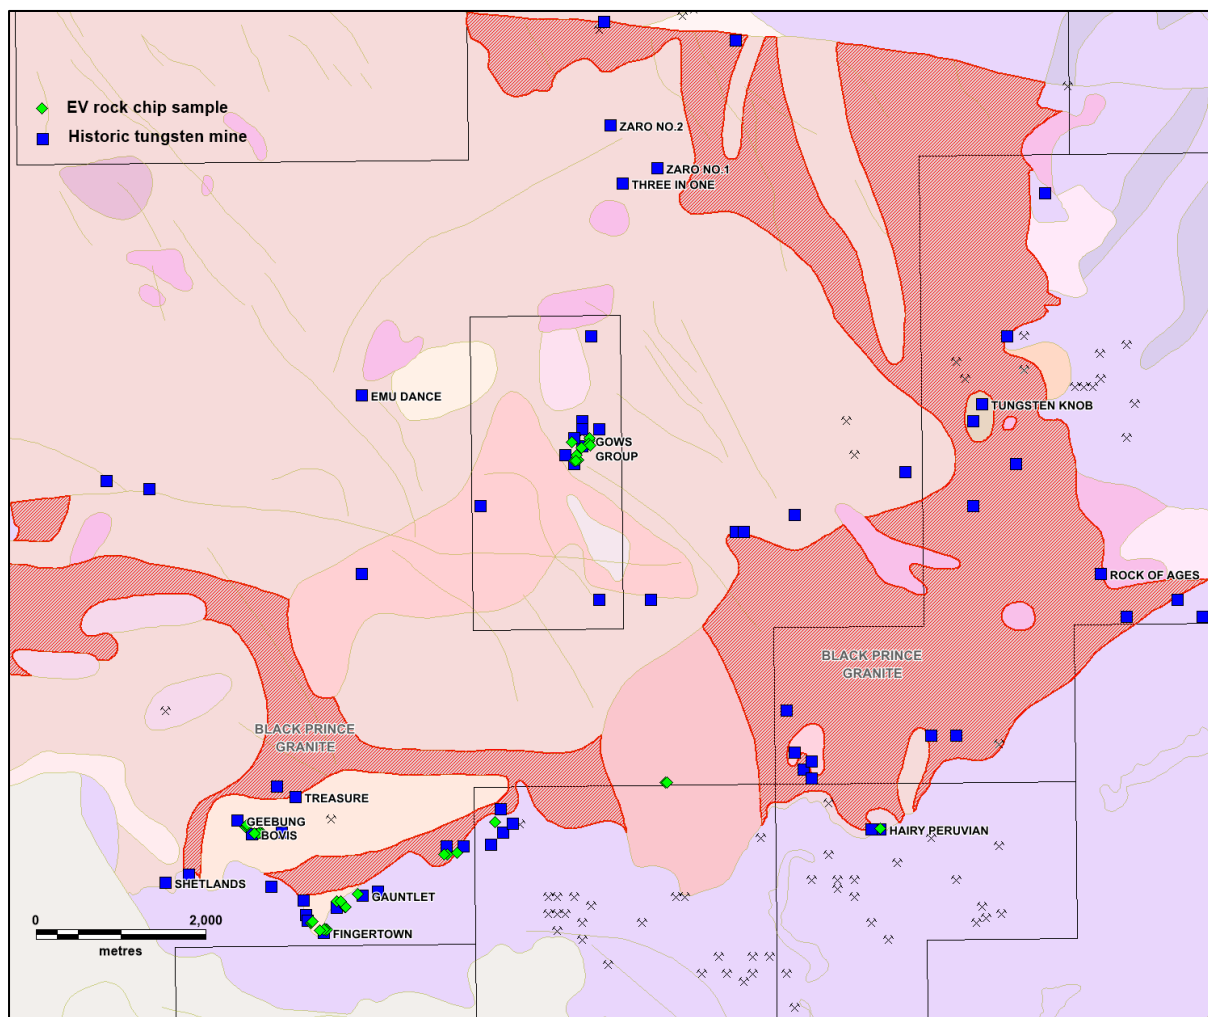 EV rock chip sample
Historic tungsten mine
ZARO NO.2
ZARO NO.1
THREE IN ONE
EMU DANCE
TUNGSTEN KNOB
GOWS
GROUP
ROCK OF AGES
BLACK PRINCE
GRANITE
BLACK PRINCE
GRANITE
TREASURE
GEEBUNG
BOVIS
HAIRY PERUVIAN
SHETLANDS
GAUNTLET
FINGERTOWN
0 2,000
metres